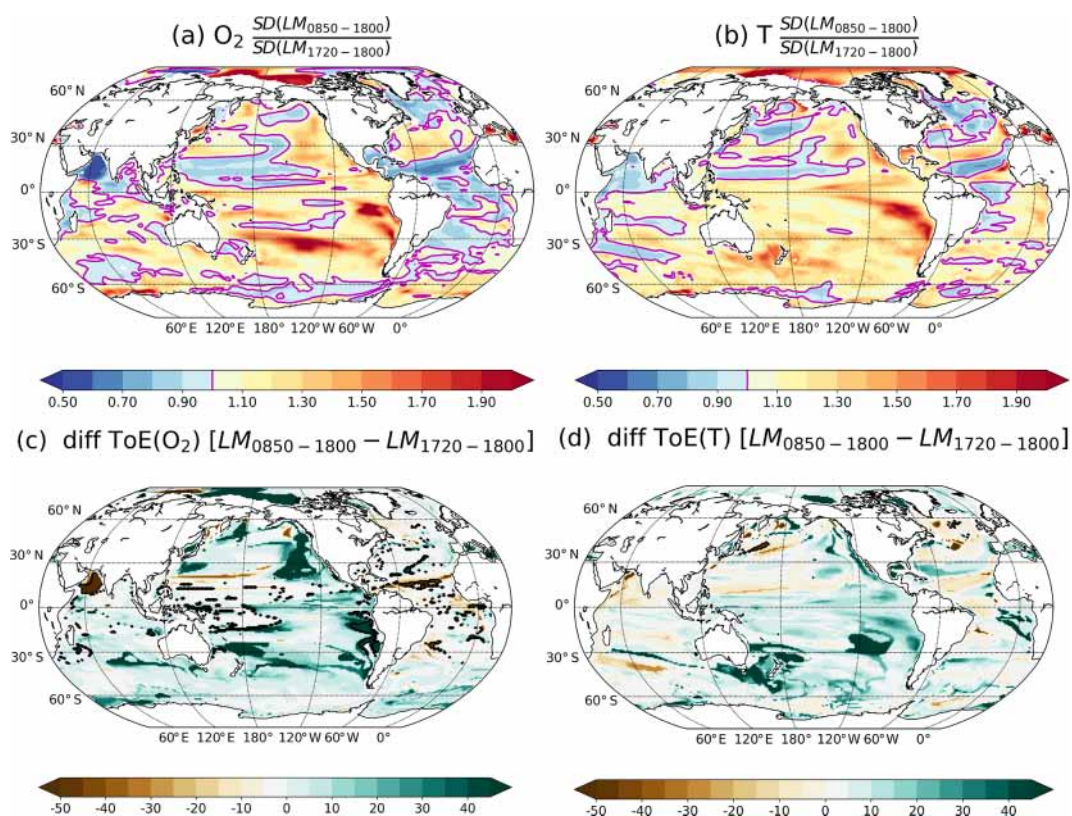 (a) O₂ SD(LM₀₈₅₀₋₁₈₀₀) / SD(LM₁₇₂₀₋₁₈₀₀)
(b) T SD(LM₀₈₅₀₋₁₈₀₀) / SD(LM₁₇₂₀₋₁₈₀₀)
60°N
30°N
0°
30°S
60°S
60°E 120°E 180° 120°W 60°W 0°
60°N
30°N
0°
30°S
60°S
60°E 120°E 180° 120°W 60°W 0°
0.50 0.70 0.90 1.10 1.30 1.50 1.70 1.90
0.50 0.70 0.90 1.10 1.30 1.50 1.70 1.90
(c) diff ToE(O₂) [LM₀₈₅₀₋₁₈₀₀ − LM₁₇₂₀₋₁₈₀₀]
(d) diff ToE(T) [LM₀₈₅₀₋₁₈₀₀ − LM₁₇₂₀₋₁₈₀₀]
60°N
30°N
0°
30°S
60°S
60°E 120°E 180° 120°W 60°W 0°
60°N
30°N
0°
30°S
60°S
60°E 120°E 180° 120°W 60°W 0°
-50 -40 -30 -20 -10 0 10 20 30 40
-50 -40 -30 -20 -10 0 10 20 30 40